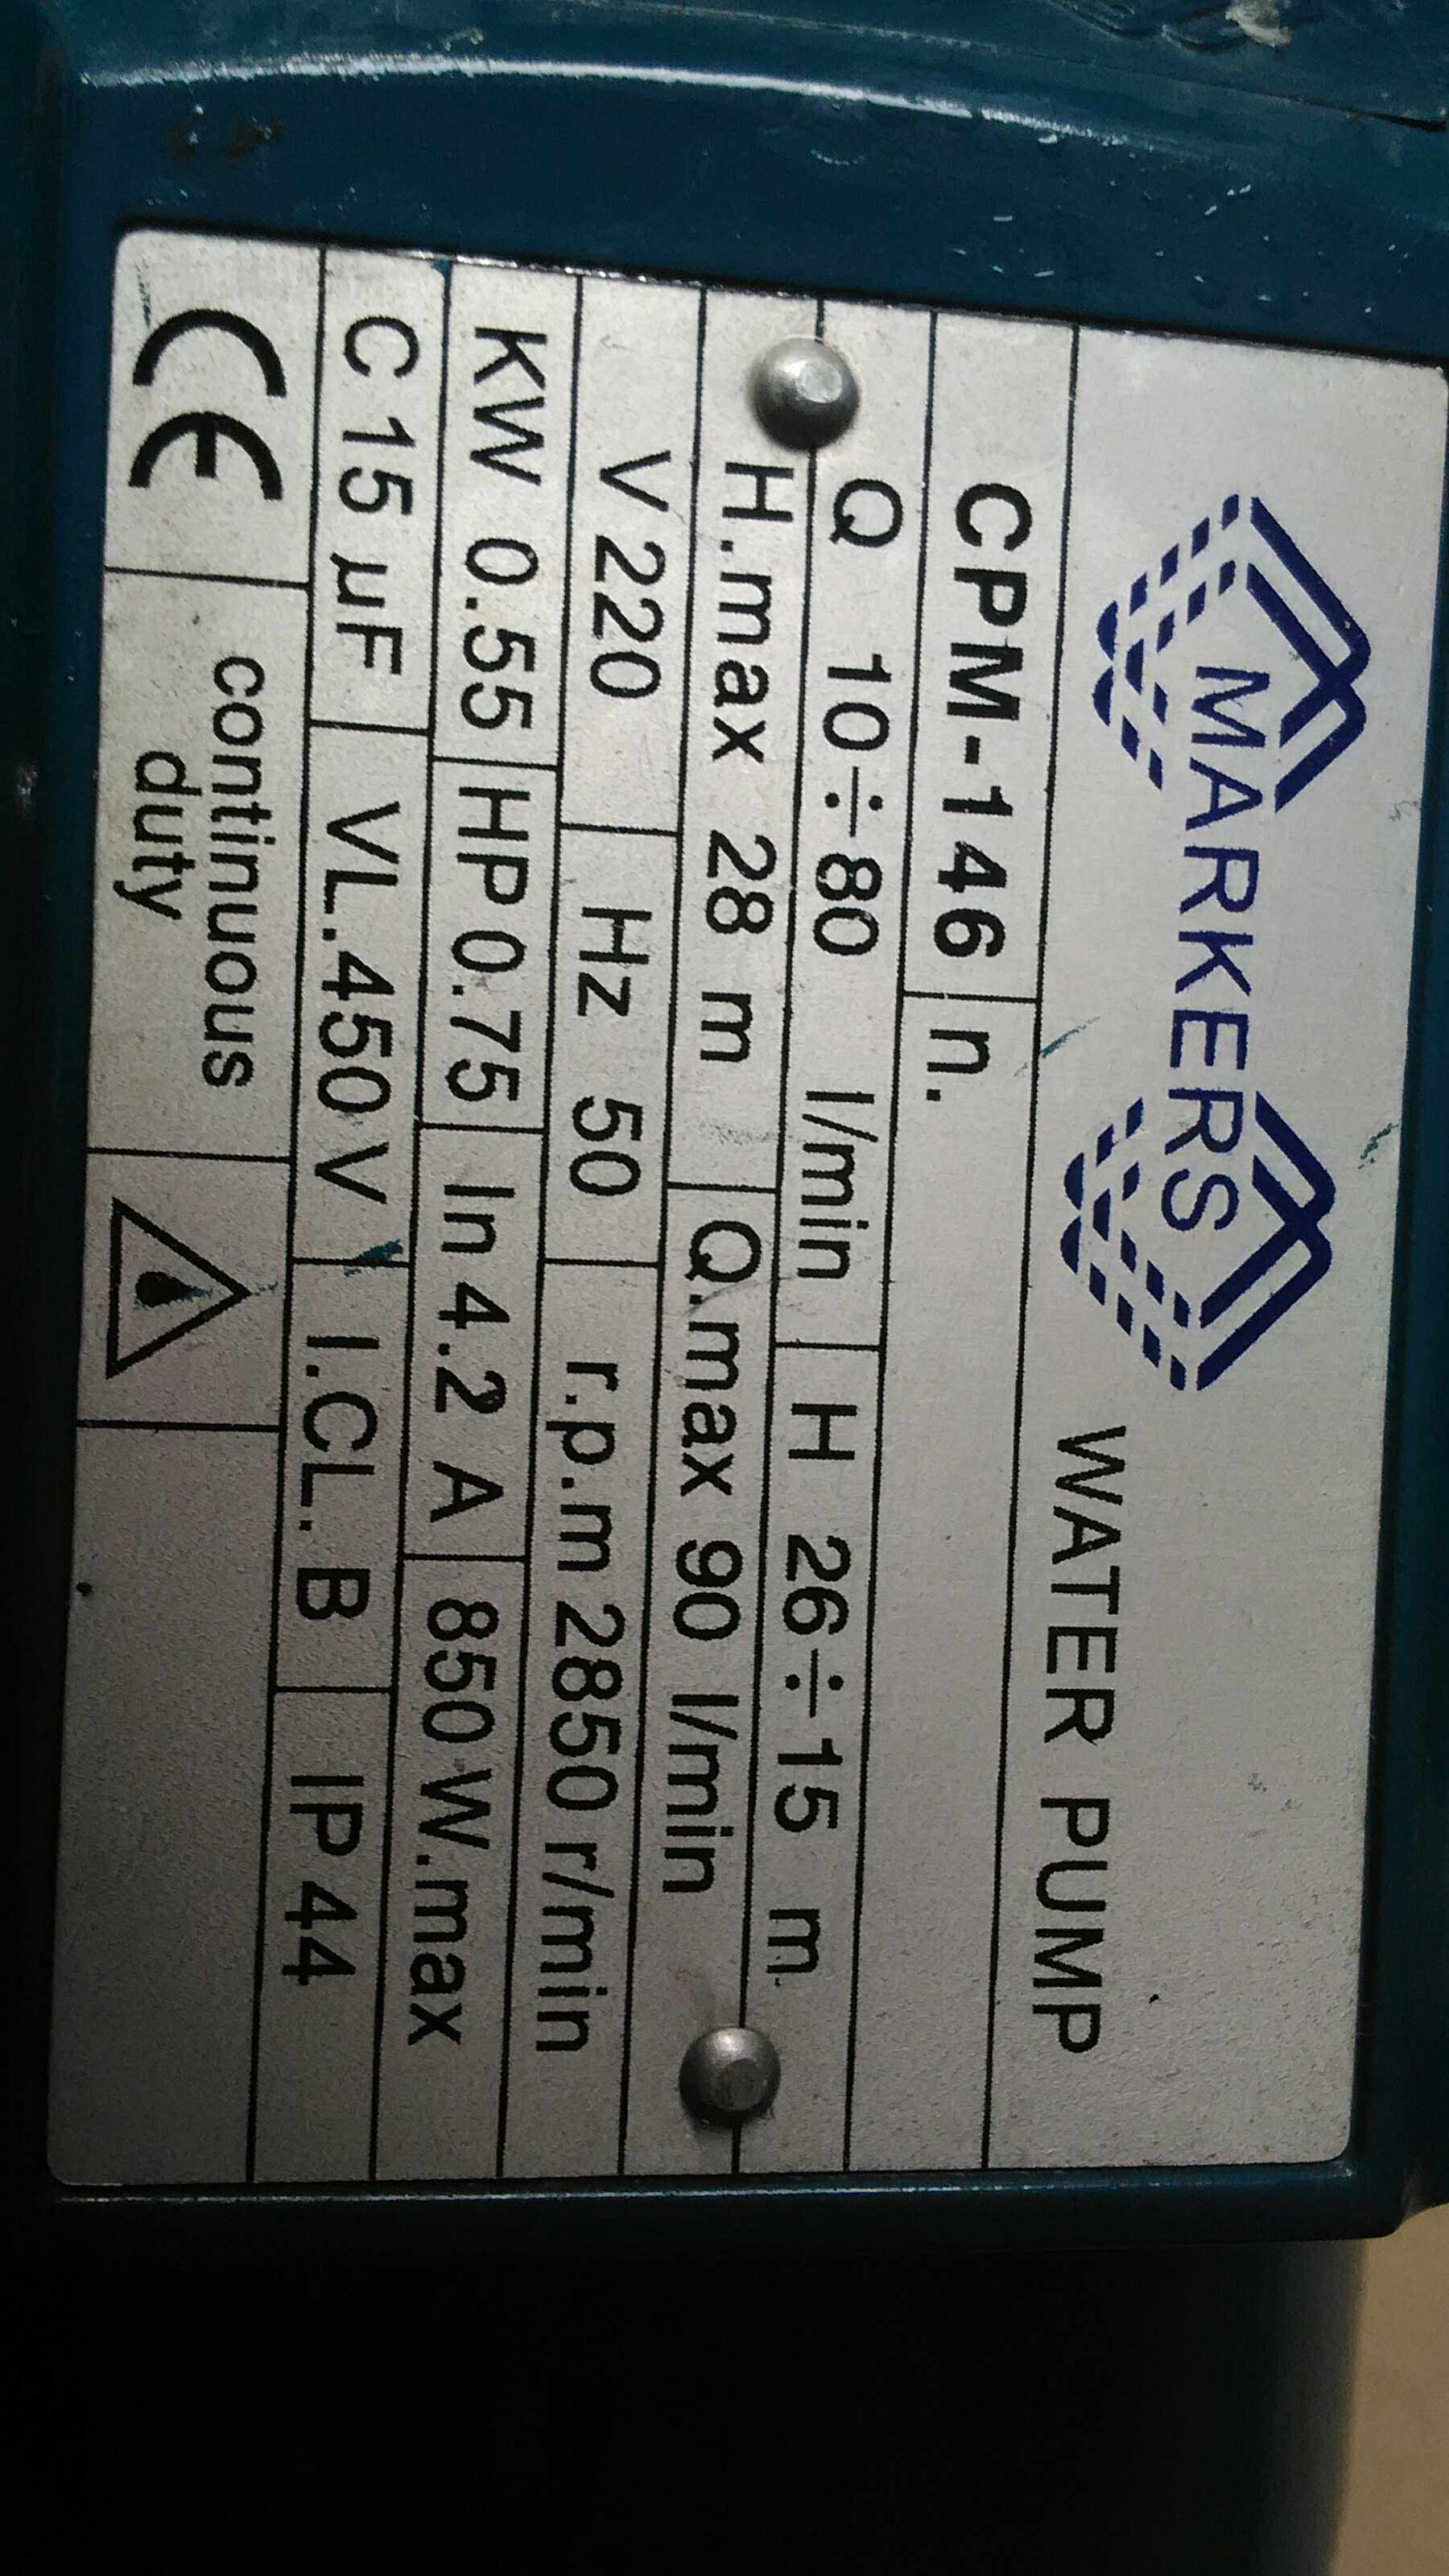 MARKERS WATER PUMP
CPM-146 n.
Q 10÷80 l/min H 26÷15 m
H.max 28 m Q.max 90 l/min
V 220 Hz 50 r.p.m 2850 r/min
KW 0.55 HP 0.75 In 4.2 A 850 W.max
C 15 µF VL.450 V I.CL. B IP 44
CE continuous
duty